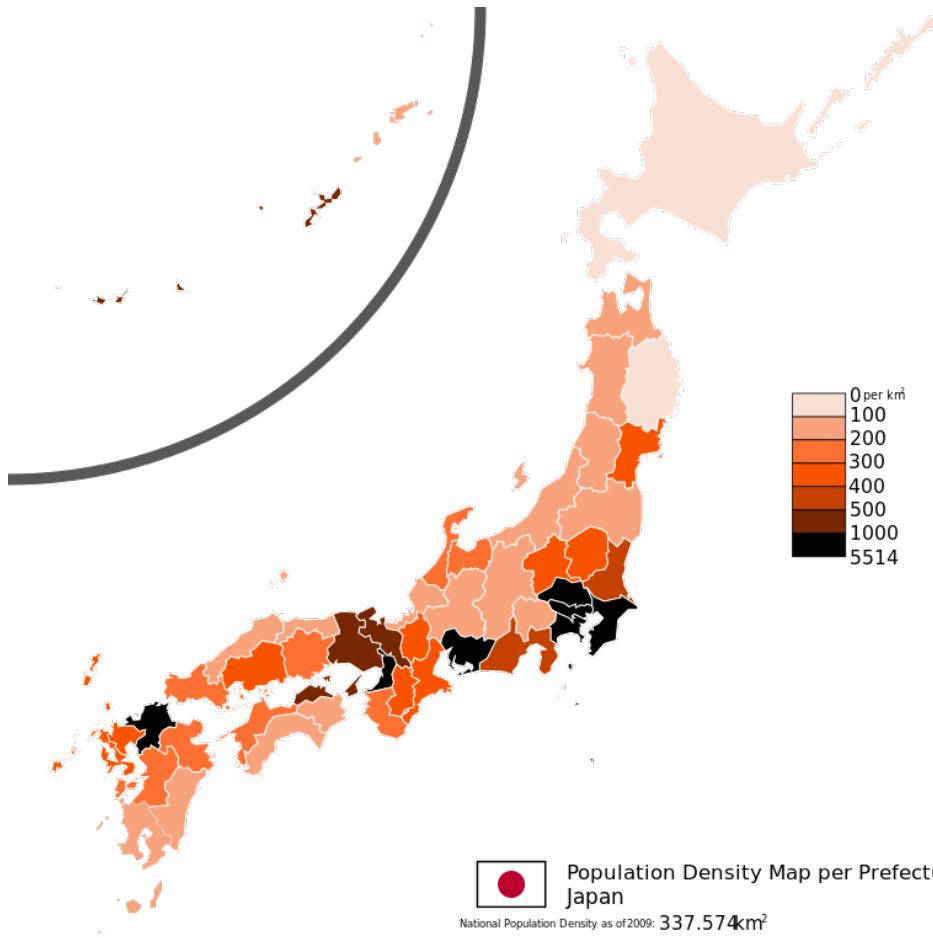 0 per km²
100
200
300
400
500
1000
5514
Population Density Map per Prefectu
Japan
National Population Density as of 2009: 337.574km²